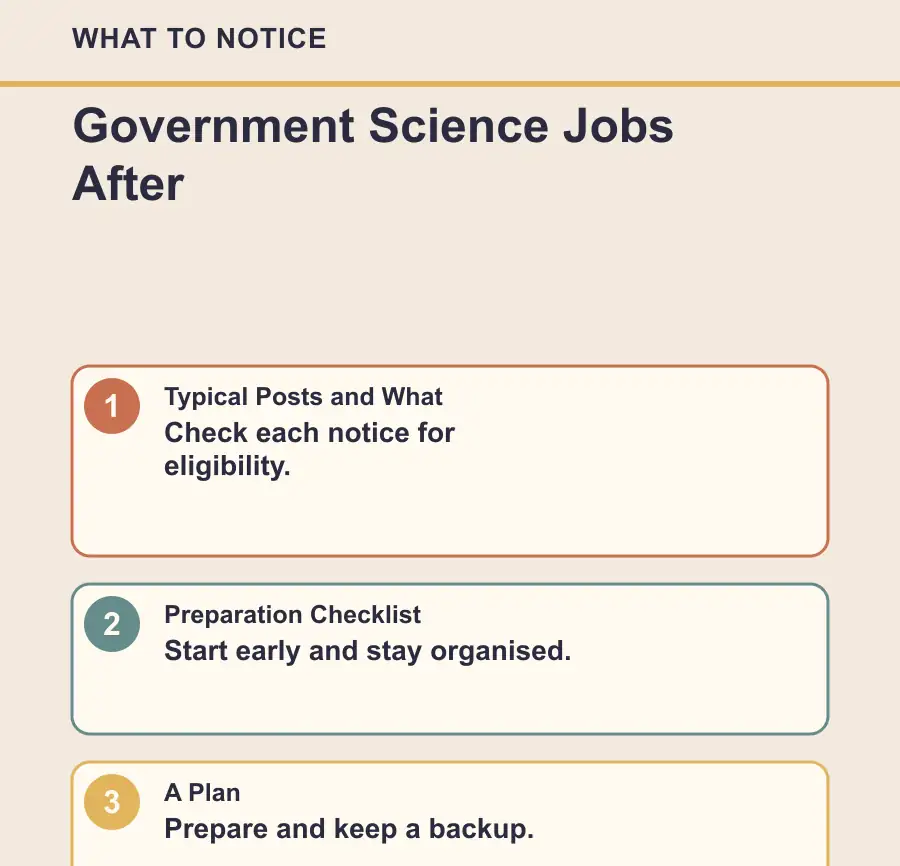 WHAT TO NOTICE
Government Science Jobs
After
1
Typical Posts and What
Check each notice for
eligibility.
2
Preparation Checklist
Start early and stay organised.
3
A Plan
Prepare and keep a backup.